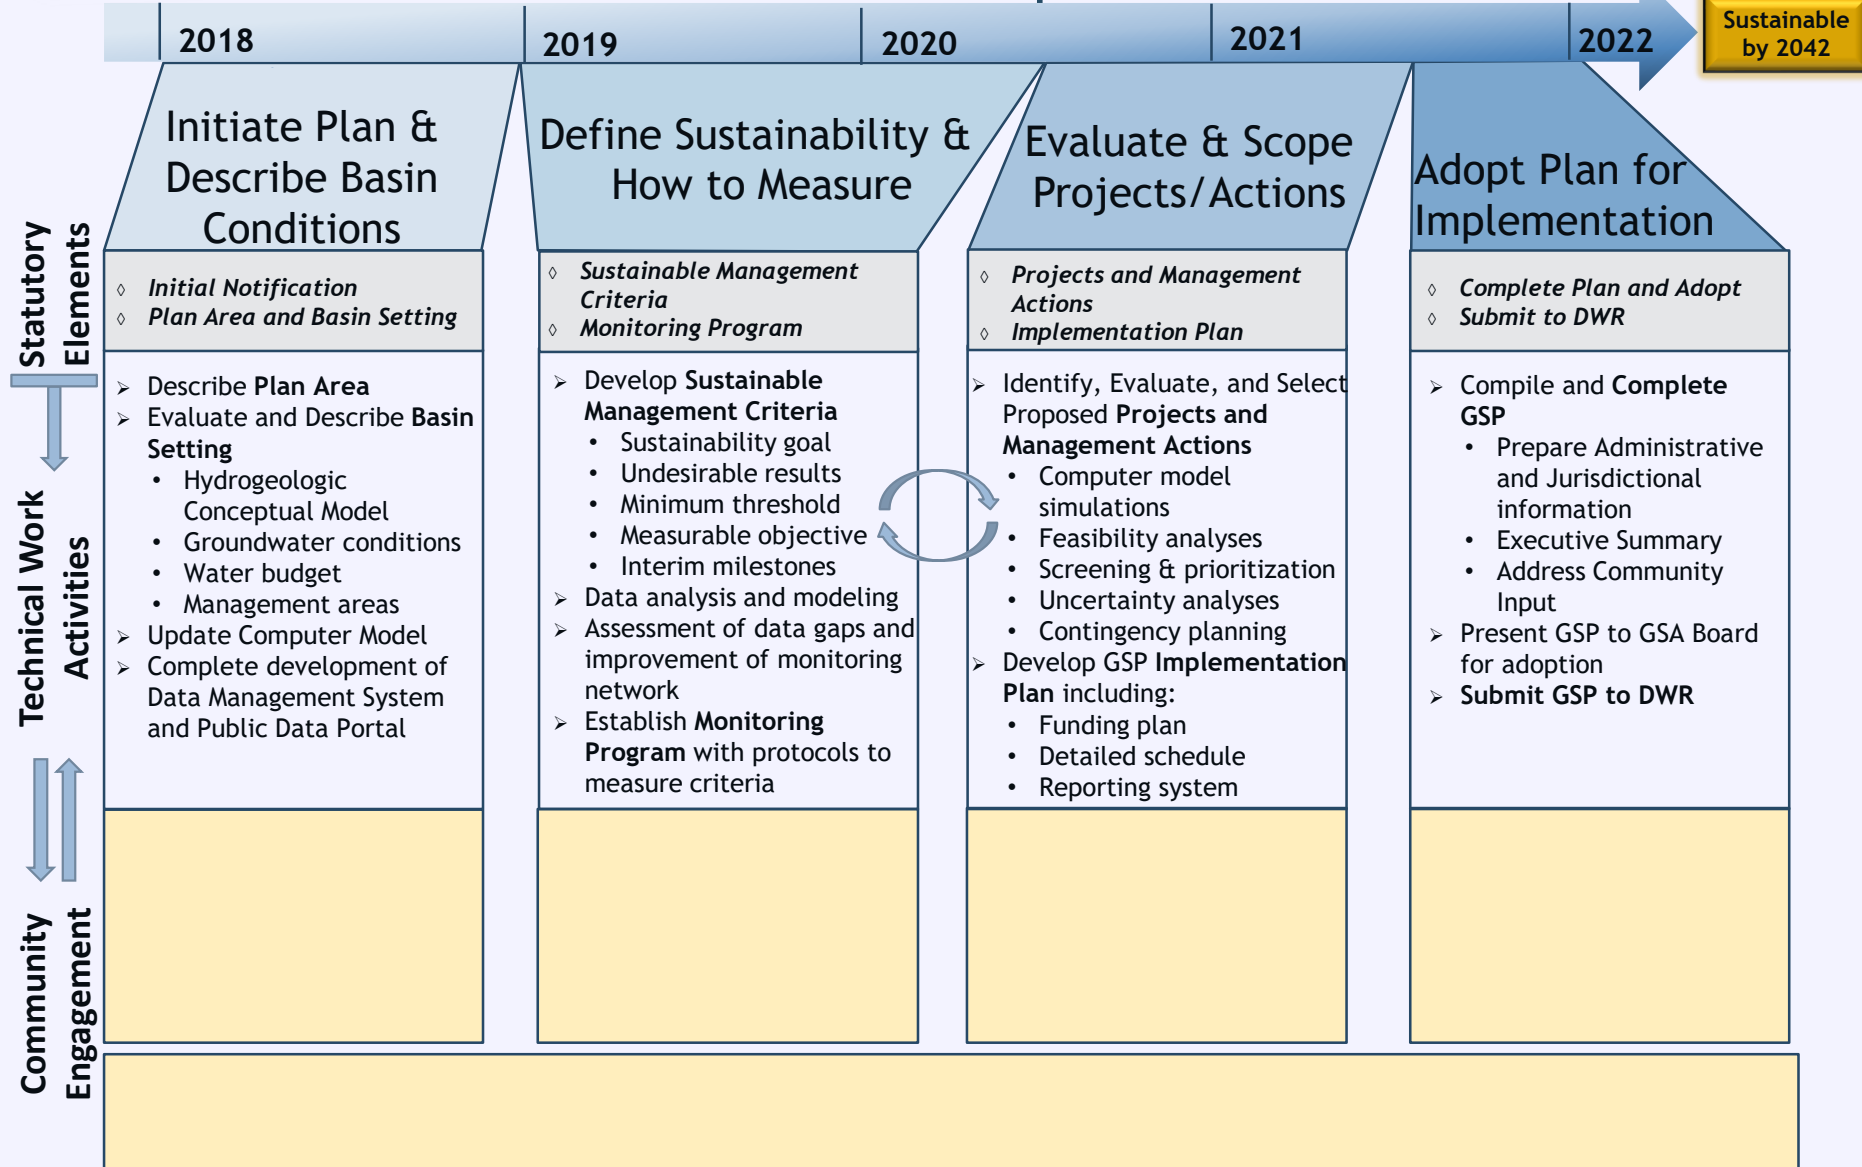 2018
2019
2020
2021
2022
Sustainable
by 2042
Initiate Plan &
Describe Basin
Conditions
Define Sustainability &
How to Measure
Evaluate & Scope
Projects/Actions
Adopt Plan for
Implementation
Statutory
Elements
◊ Initial Notification
◊ Plan Area and Basin Setting
◊ Sustainable Management
Criteria
◊ Monitoring Program
◊ Projects and Management
Actions
◊ Implementation Plan
◊ Complete Plan and Adopt
◊ Submit to DWR
Technical Work
Activities
➢ Describe Plan Area
➢ Evaluate and Describe Basin
Setting
• Hydrogeologic
Conceptual Model
• Groundwater conditions
• Water budget
• Management areas
➢ Update Computer Model
➢ Complete development of
Data Management System
and Public Data Portal
➢ Develop Sustainable
Management Criteria
• Sustainability goal
• Undesirable results
• Minimum threshold
• Measurable objective
• Interim milestones
➢ Data analysis and modeling
➢ Assessment of data gaps and
improvement of monitoring
network
➢ Establish Monitoring
Program with protocols to
measure criteria
➢ Identify, Evaluate, and Select
Proposed Projects and
Management Actions
• Computer model
simulations
• Feasibility analyses
• Screening & prioritization
• Uncertainty analyses
• Contingency planning
➢ Develop GSP Implementation
Plan including:
• Funding plan
• Detailed schedule
• Reporting system
➢ Compile and Complete
GSP
• Prepare Administrative
and Jurisdictional
information
• Executive Summary
• Address Community
Input
➢ Present GSP to GSA Board
for adoption
➢ Submit GSP to DWR
Community
Engagement